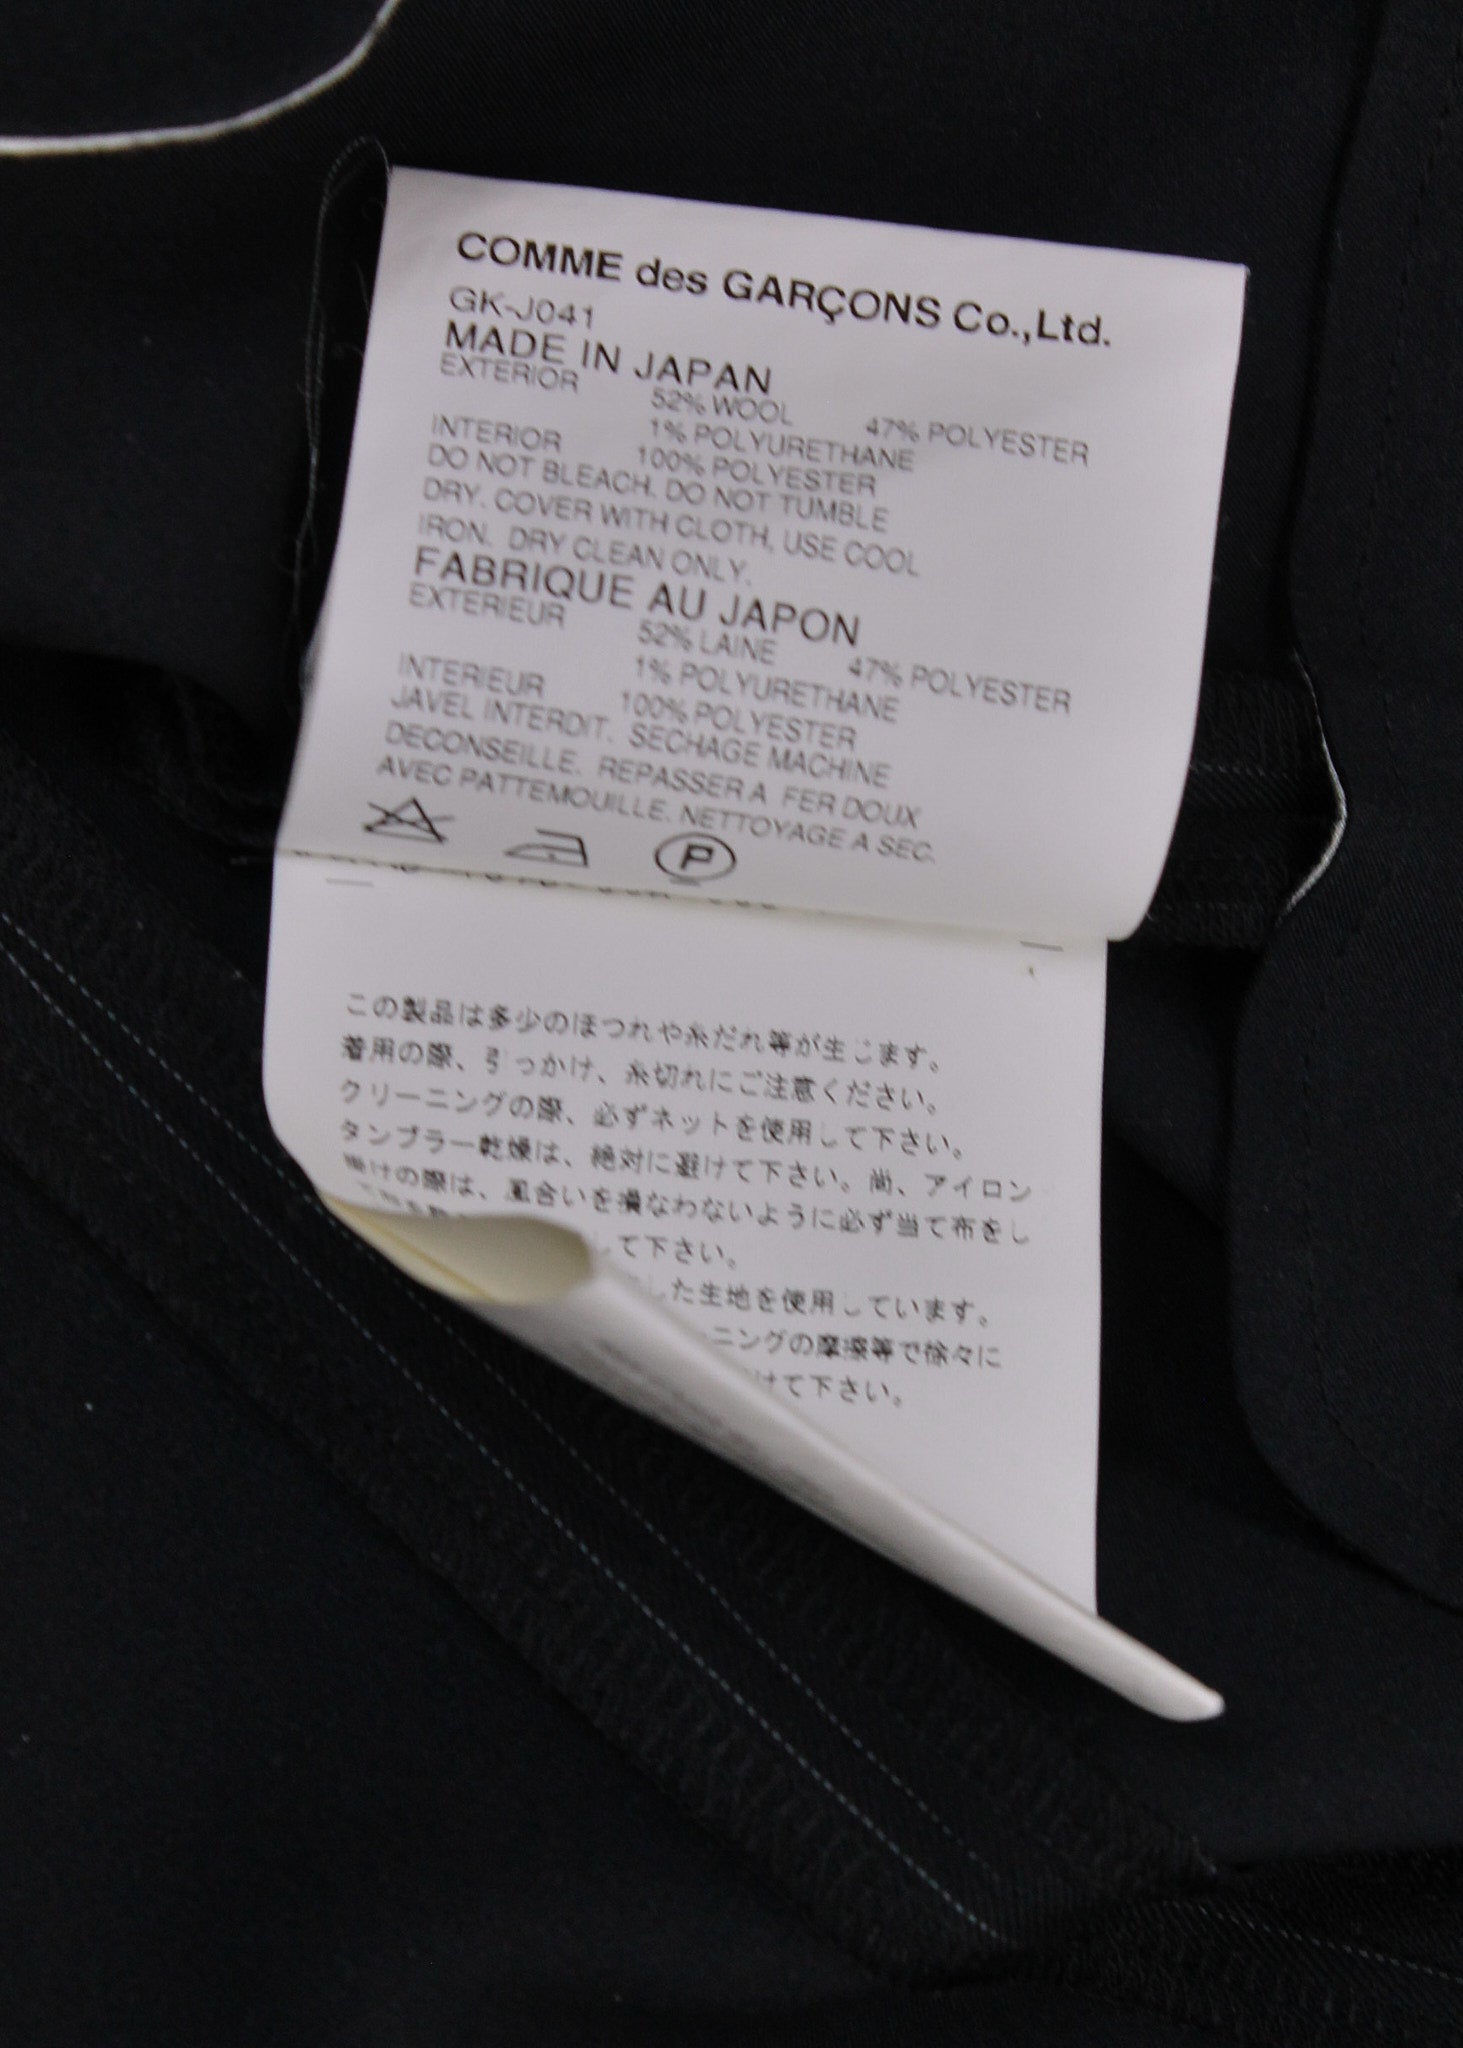 COMME des GARÇONS Co.,Ltd.
GK-J041
MADE IN JAPAN
EXTERIOR 52% WOOL 47% POLYESTER
1% POLYURETHANE
INTERIOR 100% POLYESTER
DO NOT BLEACH. DO NOT TUMBLE
DRY. COVER WITH CLOTH, USE COOL
IRON. DRY CLEAN ONLY.
FABRIQUE AU JAPON
EXTERIEUR 52% LAINE 47% POLYESTER
1% POLYURETHANE
INTERIEUR 100% POLYESTER
JAVEL INTERDIT. SECHAGE MACHINE
DECONSEILLE. REPASSER A FER DOUX
AVEC PATTEMOUILLE. NETTOYAGE A SEC.
P
この製品は多少のほつれや糸だれ等が生じます。
着用の際、引っかけ、糸切れにご注意ください。
クリーニングの際、必ずネットを使用して下さい。
タンブラー乾燥は、絶対に避けて下さい。尚、アイロン
掛けの際は、風合いを損なわないように必ず当て布をし
して下さい。
した生地を使用しています。
ーニングの摩擦等で徐々に
けて下さい。